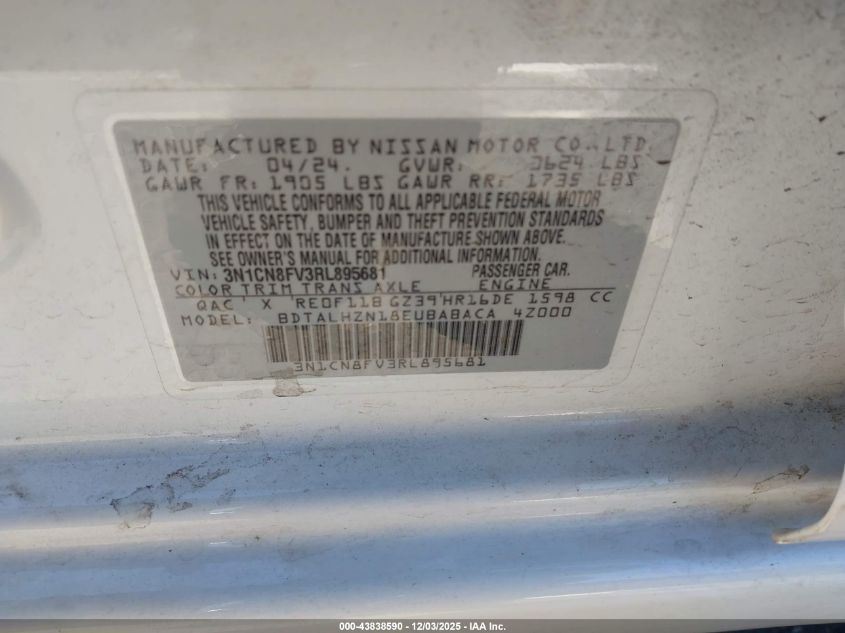 MANUFACTURED BY NISSAN MOTOR CO., LTD.
DATE: 04/24. GVWR: 3624 LBS
GAWR FR: 1905 LBS GAWR RR: 1735 LBS
THIS VEHICLE CONFORMS TO ALL APPLICABLE FEDERAL MOTOR
VEHICLE SAFETY, BUMPER AND THEFT PREVENTION STANDARDS
IN EFFECT ON THE DATE OF MANUFACTURE SHOWN ABOVE.
SEE OWNER'S MANUAL FOR ADDITIONAL INFORMATION.
VIN: 3N1CN8FV3RL895681 PASSENGER CAR.
COLOR TRIM TRANS AXLE ENGINE
QAC X RE0F11B GZ39 HR16DE 1598 CC
MODEL: BDTALHZN18EUBABACA 4Z000
3N1CN8FV3RL895681
000-43838590 - 12/03/2025 - IAA Inc.